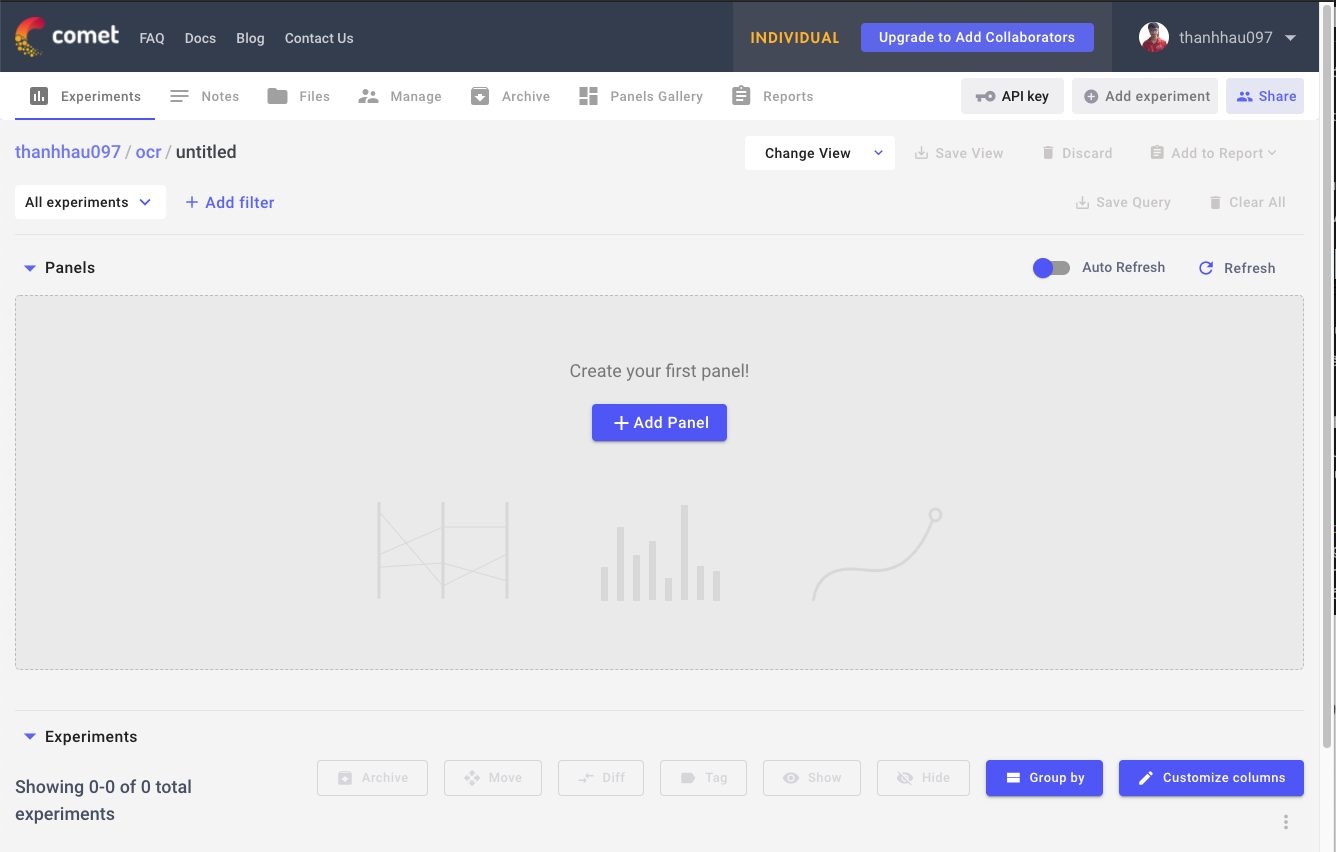 comet FAQ Docs Blog Contact Us INDIVIDUAL Upgrade to Add Collaborators thanhhau097
Experiments Notes Files Manage Archive Panels Gallery Reports API key Add experiment Share
thanhhau097 / ocr / untitled Change View Save View Discard Add to Report
All experiments Add filter Save Query Clear All
Panels Auto Refresh Refresh
Create your first panel!
Add Panel
Experiments
Archive Move Diff Tag Show Hide Group by Customize columns
Showing 0-0 of 0 total
experiments